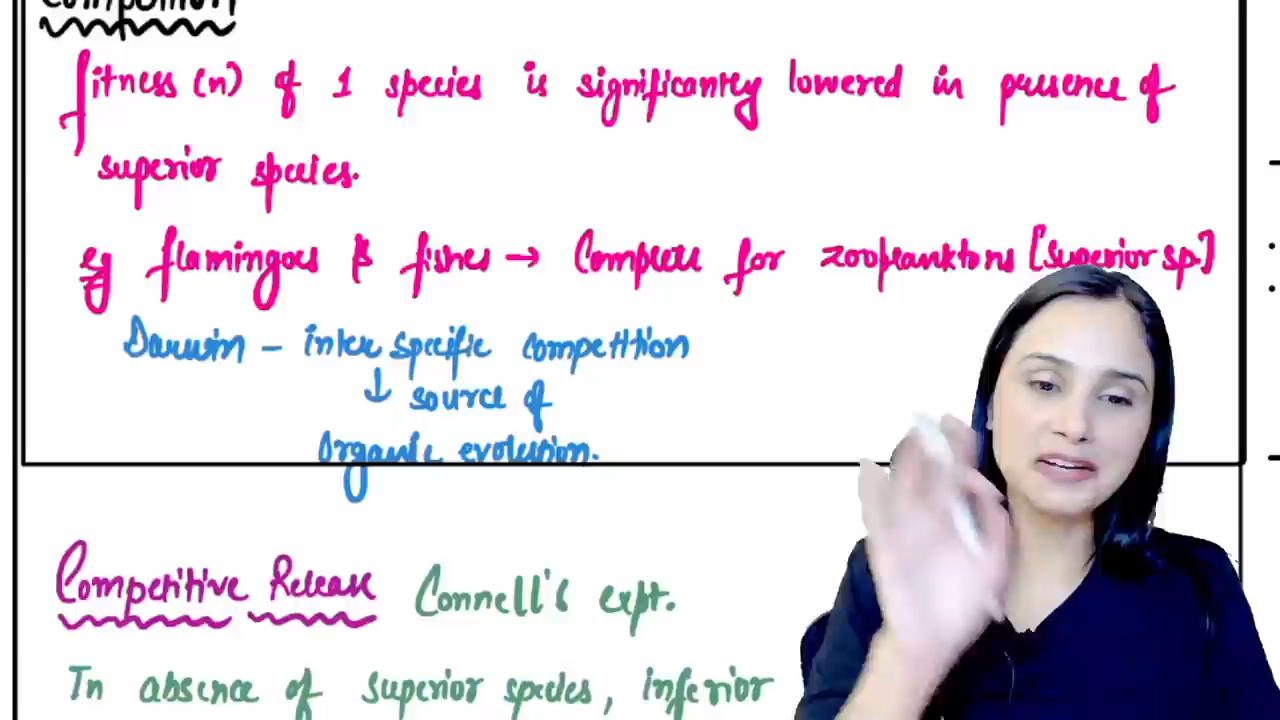 Competition
fitness (n) of 1 species is significantly lowered in presence of
superior species.
eg flamingoes & fishes → Compete for zooplanktons [Superior sp.]
Darwin – inter specific competition
↓ source of
Organic evolution.
Competitive Release Connell's expt.
In absence of superior species, inferior